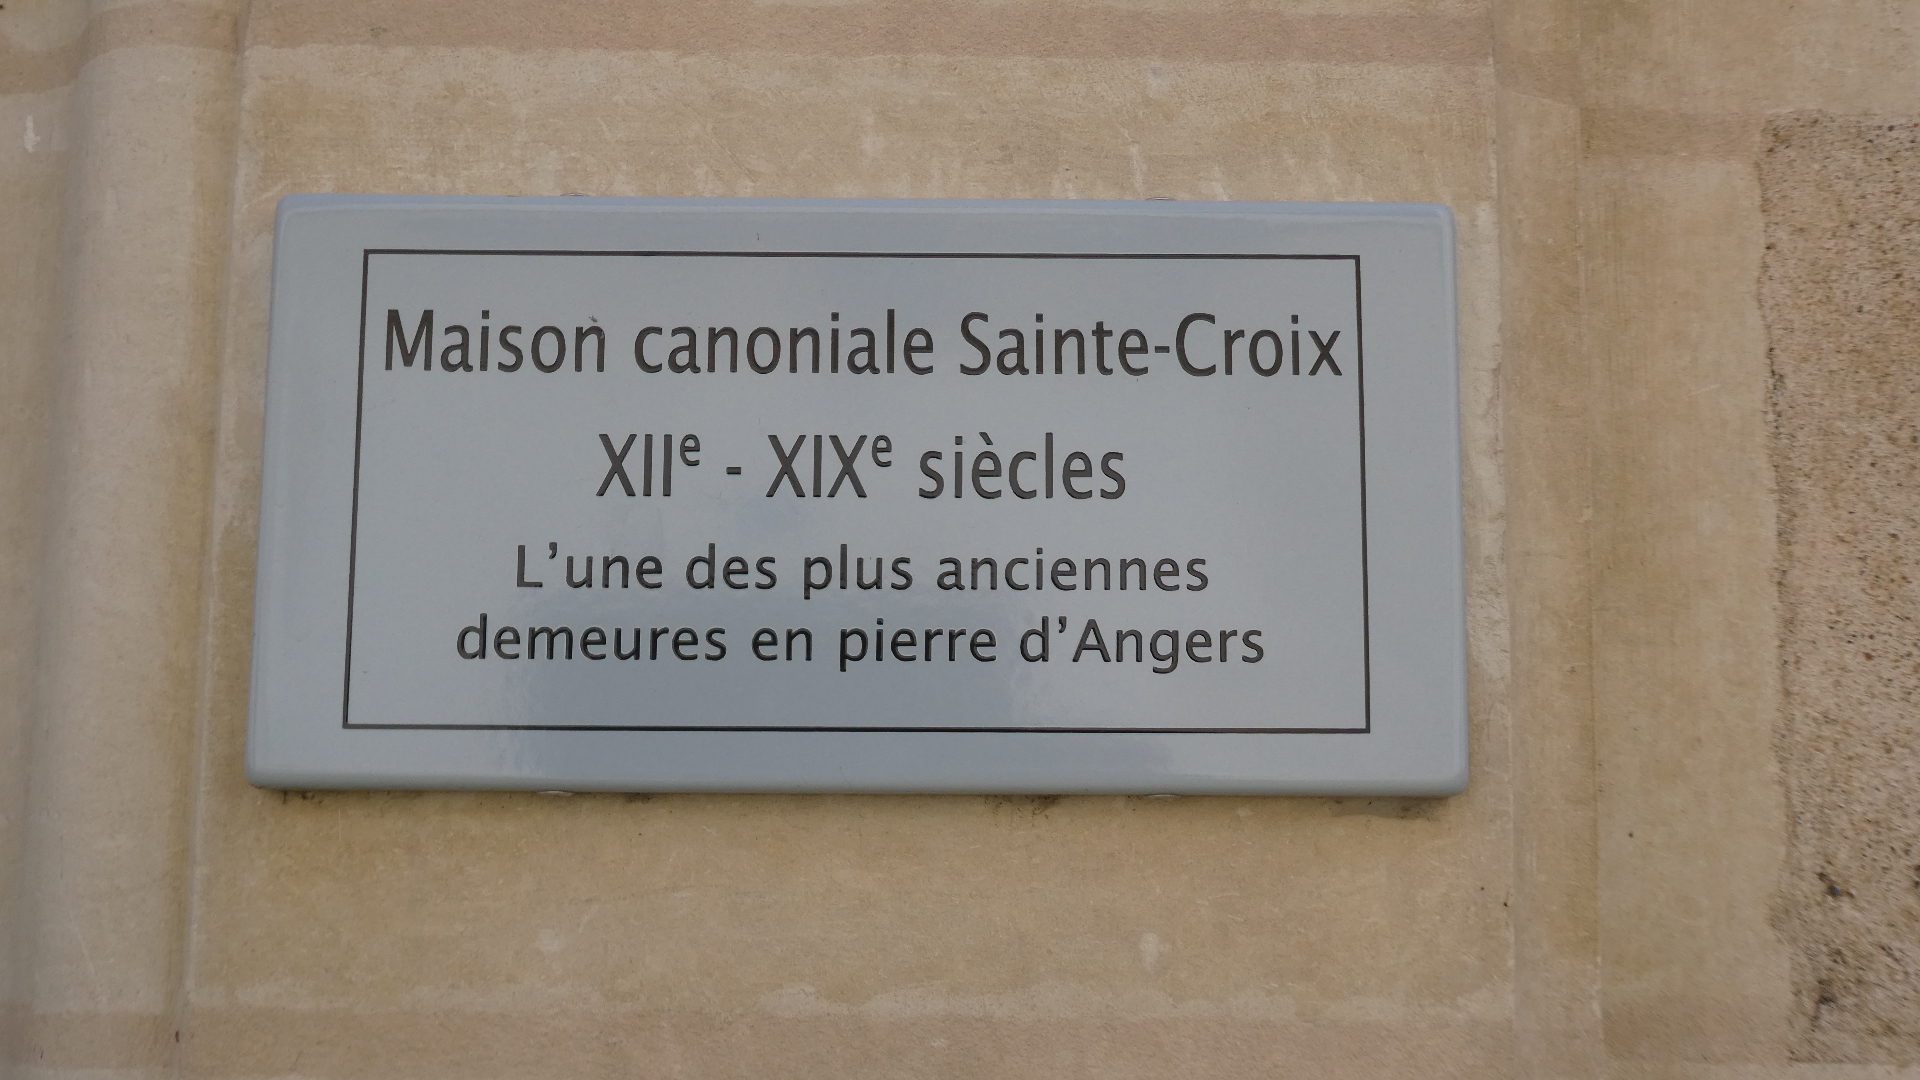 Maison canoniale Sainte-Croix
XIIe - XIXe siècles
L’une des plus anciennes
demeures en pierre d’Angers